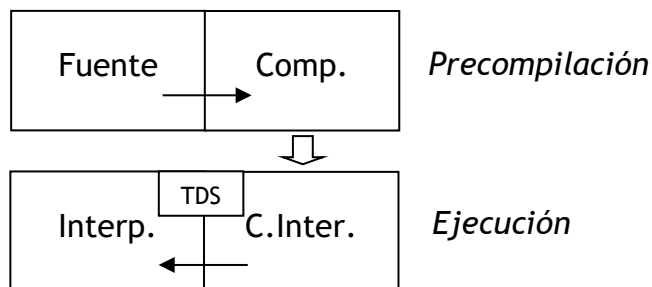 Fuente Comp. Precompilación
TDS
Interp. C.Inter. Ejecución